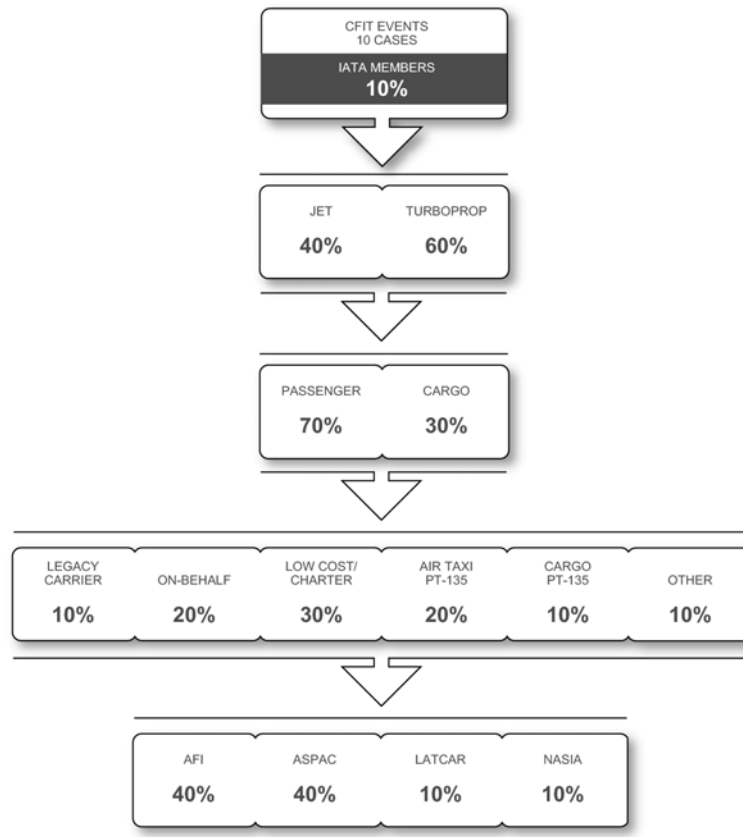 CFIT EVENTS
10 CASES
IATA MEMBERS
10%
JET
40%
TURBOPROP
60%
PASSENGER
70%
CARGO
30%
LEGACY
CARRIER
10%
ON-BEHALF
20%
LOW COST/
CHARTER
30%
AIR TAXI
PT-135
20%
CARGO
PT-135
10%
OTHER
10%
AFI
40%
ASPAC
40%
LATCAR
10%
NASIA
10%